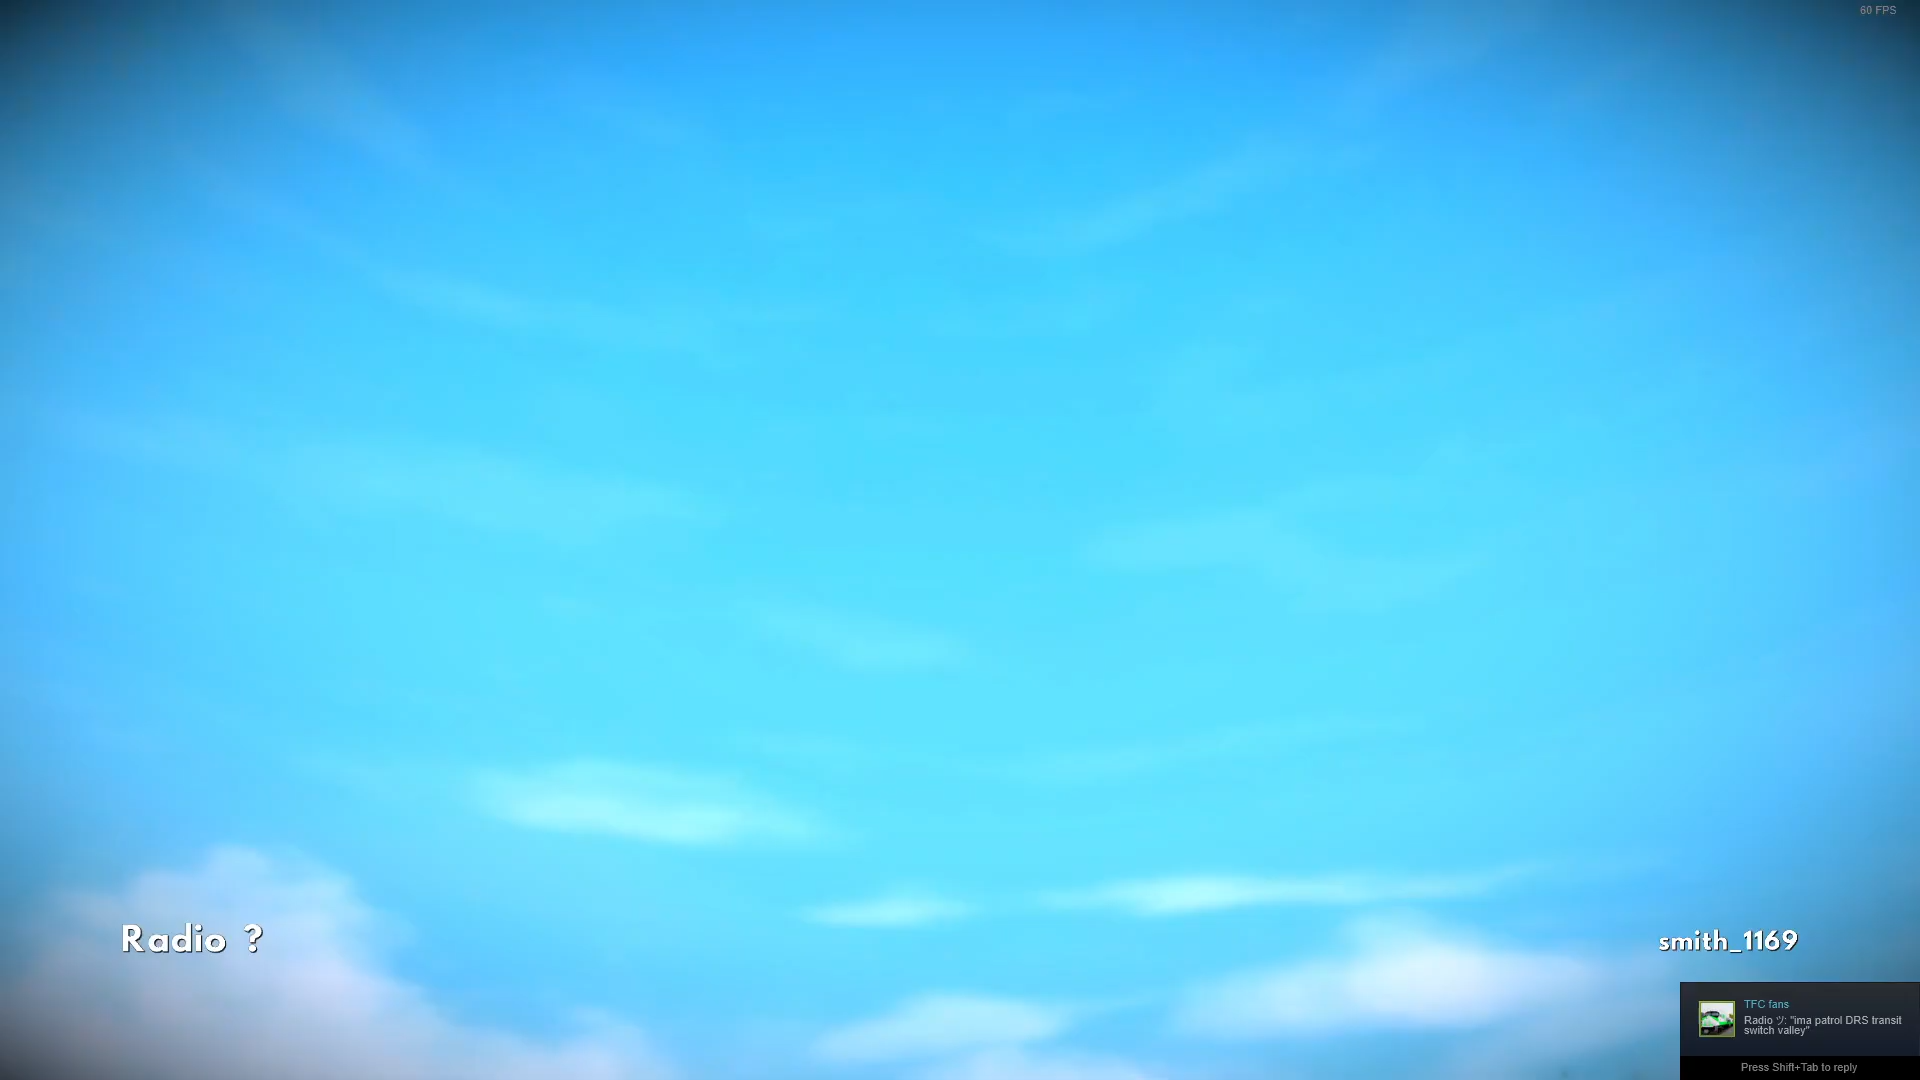 60 FPS
Radio ?
smith_1169
TFC fans
Radio ツ: "ima patrol DRS transit
switch valley"
Press Shift+Tab to reply